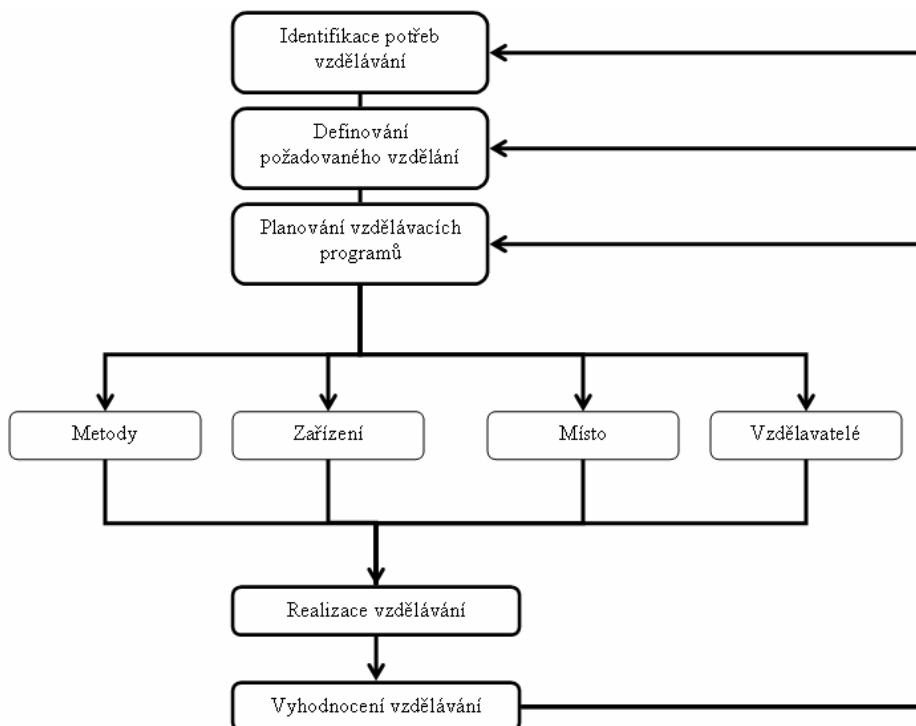 Identifikace potřeb
vzdělávání
Definování
požadovaného vzdělání
Planování vzdělávacích
programů
Metody
Zařízení
Místo
Vzdělavatelé
Realizace vzdělávání
Vyhodnocení vzdělávání